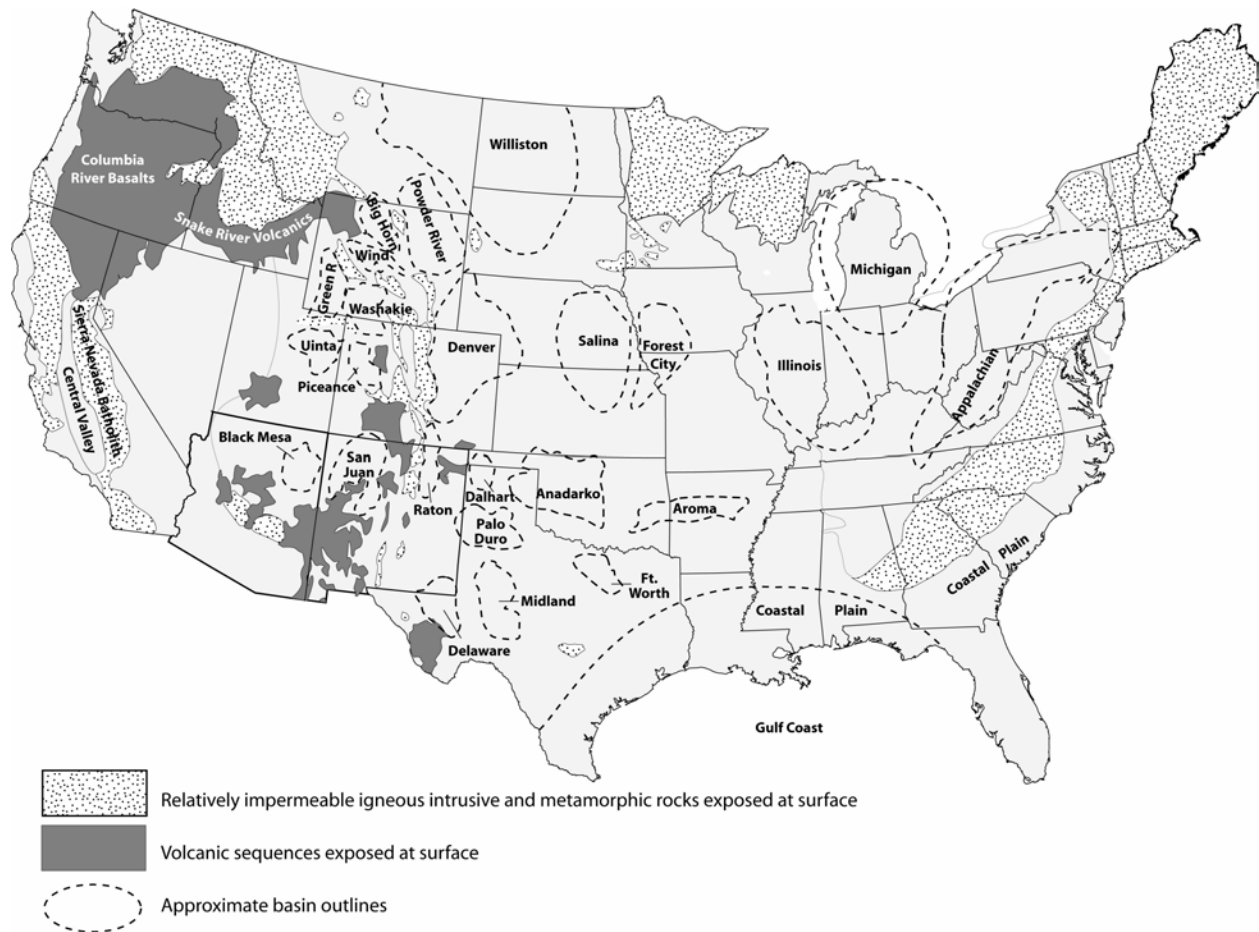 Williston
Columbia
River Basalts
Snake River Volcanics
Big Horn
Powder River
Wind
Green R
Washakie
Michigan
Sierra Nevada Batholith
Central Valley
Uinta
Piceance
Denver
Salina
Forest
City
Illinois
Appalachian
Black Mesa
San
Juan
Raton
Dalhart
Anadarko
Palo
Duro
Aroma
Coastal Plain
Ft.
Worth
Midland
Delaware
Coastal Plain
Gulf Coast
Relatively impermeable igneous intrusive and metamorphic rocks exposed at surface
Volcanic sequences exposed at surface
Approximate basin outlines